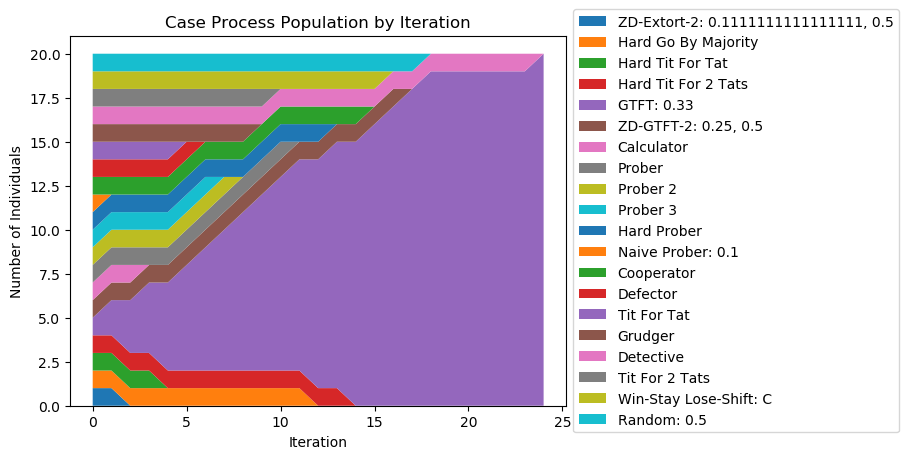 Case Process Population by Iteration
Number of Individuals
20.0
17.5
15.0
12.5
10.0
7.5
5.0
2.5
0.0
0
5
10
15
20
25
Iteration
ZD-Extort-2: 0.1111111111111111, 0.5
Hard Go By Majority
Hard Tit For Tat
Hard Tit For 2 Tats
GTFT: 0.33
ZD-GTFT-2: 0.25, 0.5
Calculator
Prober
Prober 2
Prober 3
Hard Prober
Naive Prober: 0.1
Cooperator
Defector
Tit For Tat
Grudger
Detective
Tit For 2 Tats
Win-Stay Lose-Shift: C
Random: 0.5